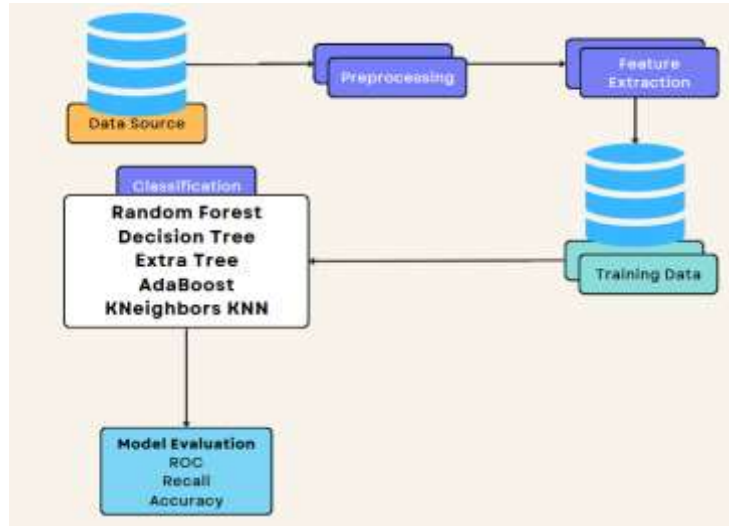 Data Source
Preprocessing
Feature
Extraction
Training Data
Classification
Random Forest
Decision Tree
Extra Tree
AdaBoost
KNeighbors KNN
Model Evaluation
ROC
Recall
Accuracy